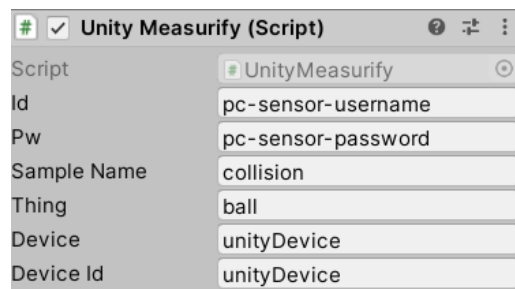 # Unity Measurify (Script)
Script # UnityMeasurify
Id pc-sensor-username
Pw pc-sensor-password
Sample Name collision
Thing ball
Device unityDevice
Device Id unityDevice